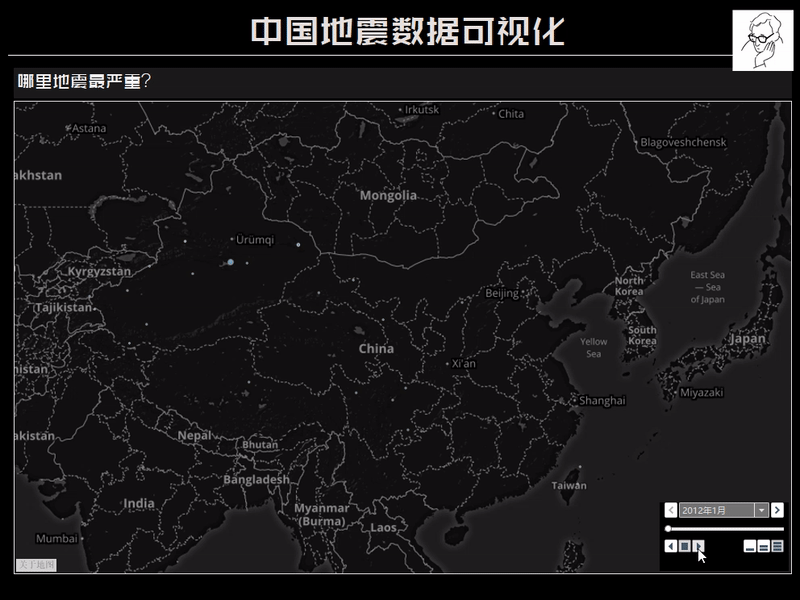 中国地震数据可视化
哪里地震最严重?
Irkutsk
Chita
Astana
Blagoveshchensk
akhstan
Mongolia
Ürümqi
Kyrgyzstan
East Sea
— Sea
of Japan
North
Korea
Beijing
Tajikistan
South
Korea
Japan
Yellow
Sea
China
Xi'an
nistan
Miyazaki
Shanghai
akistan
Nepal
Bhutan
Bangladesh
Taiwan
India
Myanmar
(Burma)
Laos
2012年1月
Mumbai
关于地图